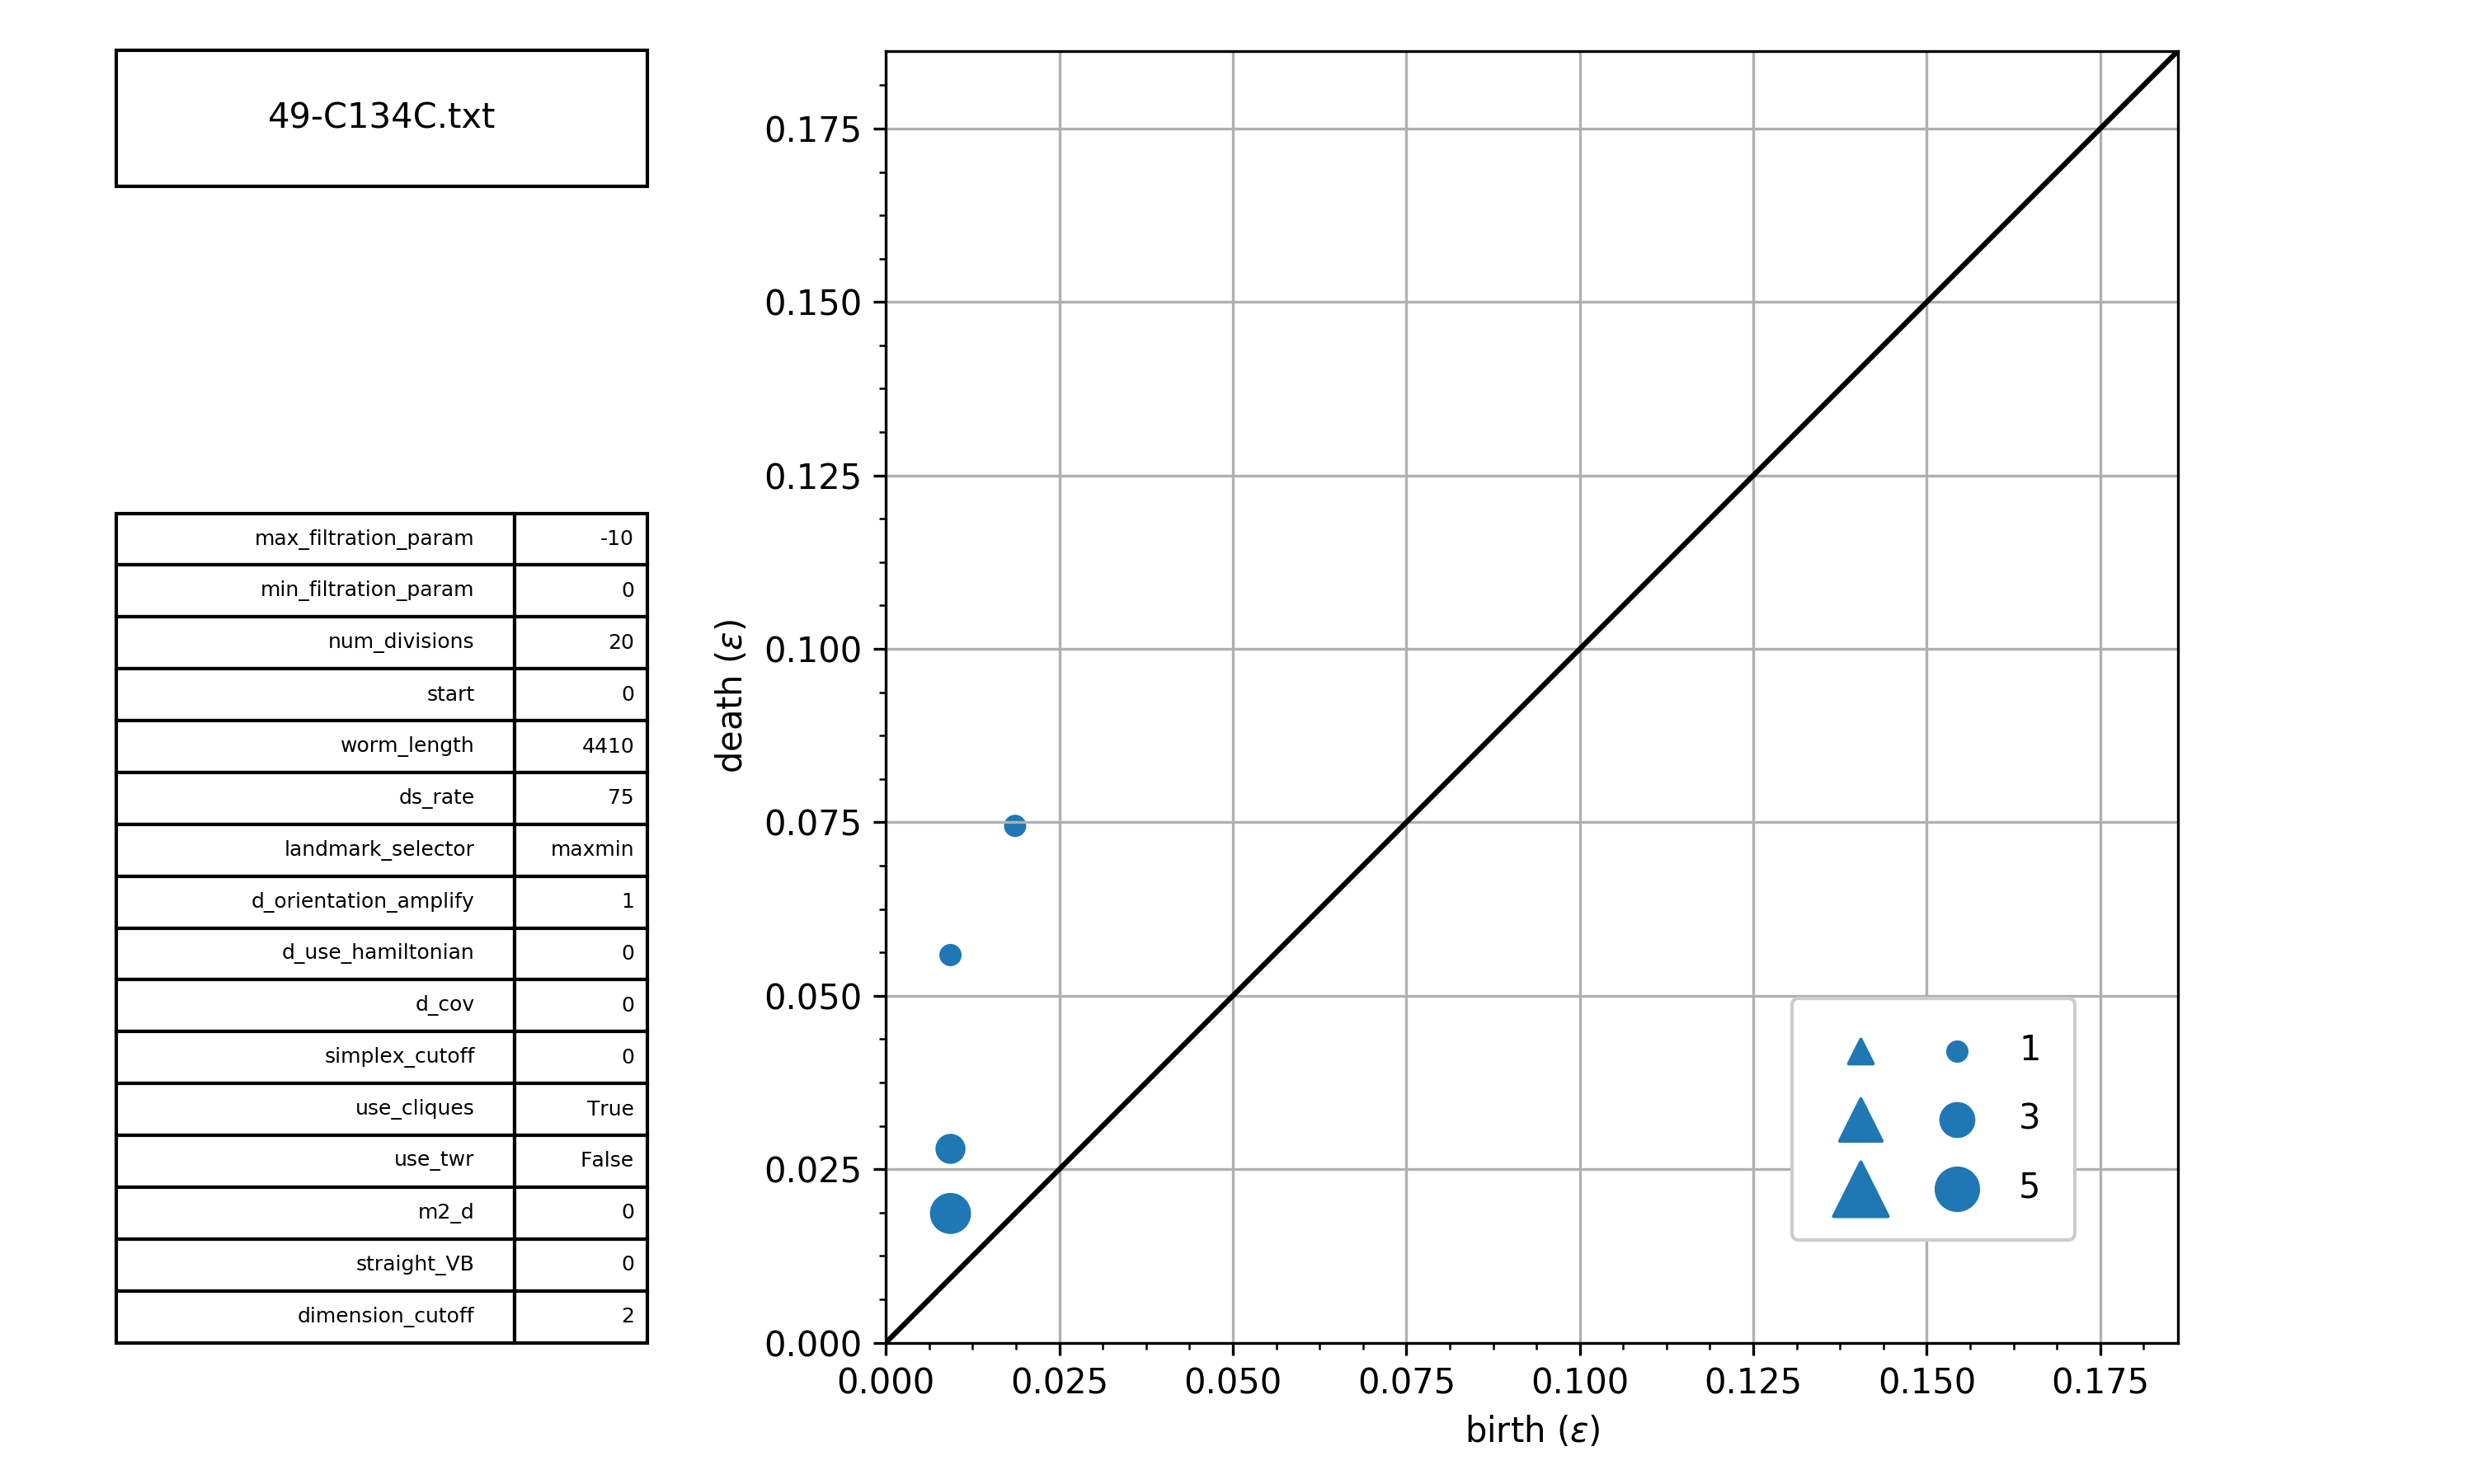 49-C134C.txt
max_filtration_param -10
min_filtration_param 0
num_divisions 20
start 0
worm_length 4410
ds_rate 75
landmark_selector maxmin
d_orientation_amplify 1
d_use_hamiltonian 0
d_cov 0
simplex_cutoff 0
use_cliques True
use_twr False
m2_d 0
straight_VB 0
dimension_cutoff 2
death (ε)
0.175
0.150
0.125
0.100
0.075
0.050
0.025
0.000
1
3
5
0.000 0.025 0.050 0.075 0.100 0.125 0.150 0.175
birth (ε)